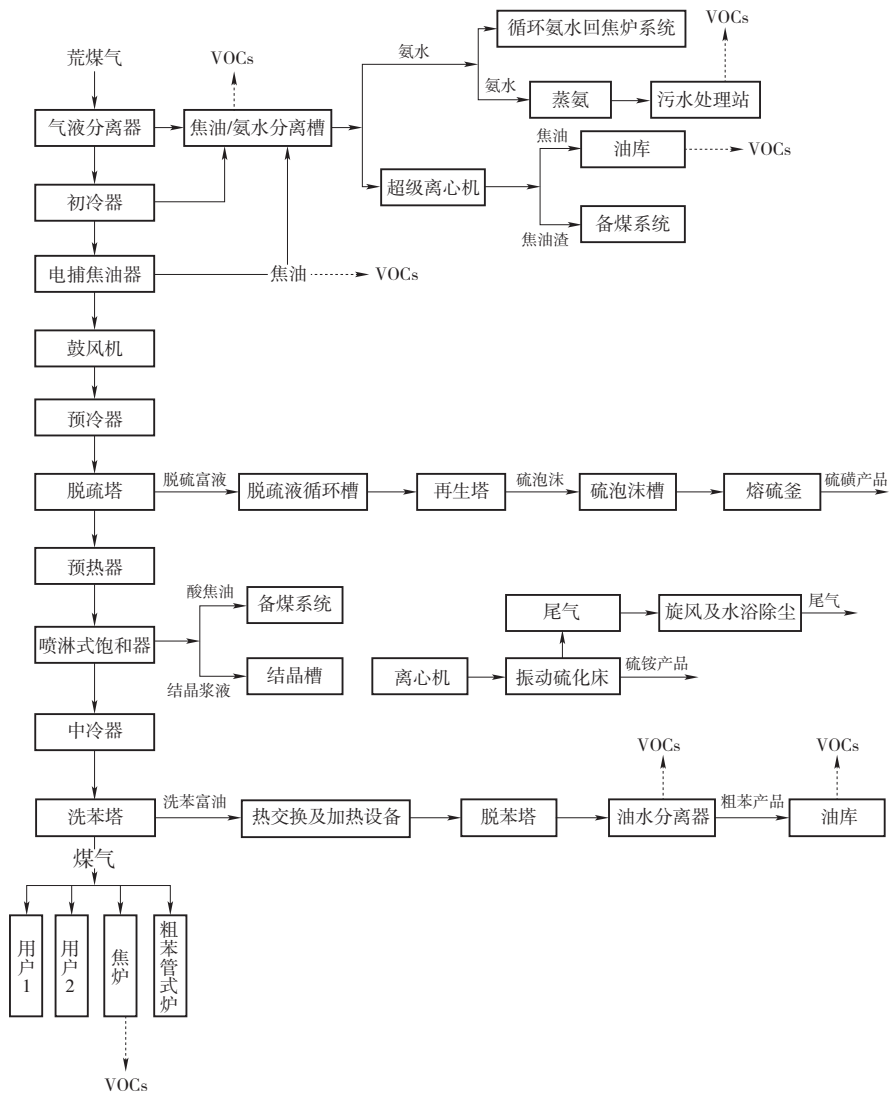 荒煤气
VOCs
氨水
循环氨水回焦炉系统
VOCs
氨水
蒸氨
污水处理站
气液分离器
焦油/氨水分离槽
焦油
油库
VOCs
超级离心机
初冷器
焦油渣
备煤系统
电捕焦油器
焦油
VOCs
鼓风机
预冷器
脱疏塔
脱硫富液
脱疏液循环槽
再生塔
硫泡沫
硫泡沫槽
熔硫釜
硫磺产品
预热器
酸焦油
备煤系统
尾气
旋风及水浴除尘
尾气
喷淋式饱和器
结晶浆液
结晶槽
离心机
振动硫化床
硫铵产品
中冷器
VOCs
VOCs
洗苯塔
洗苯富油
热交换及加热设备
脱苯塔
油水分离器
粗苯产品
油库
煤气
用户1
用户2
焦炉
粗苯管式炉
VOCs